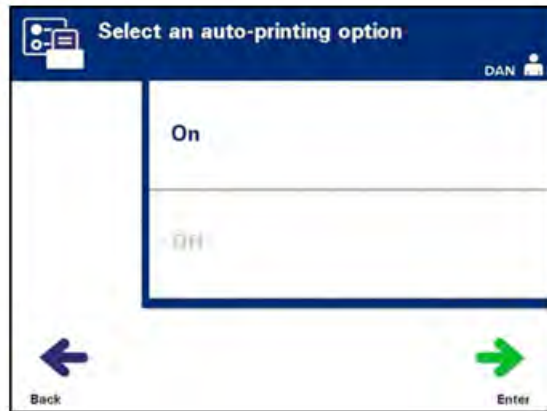 Select an auto-printing option
DAN
On
Off
Back
Enter